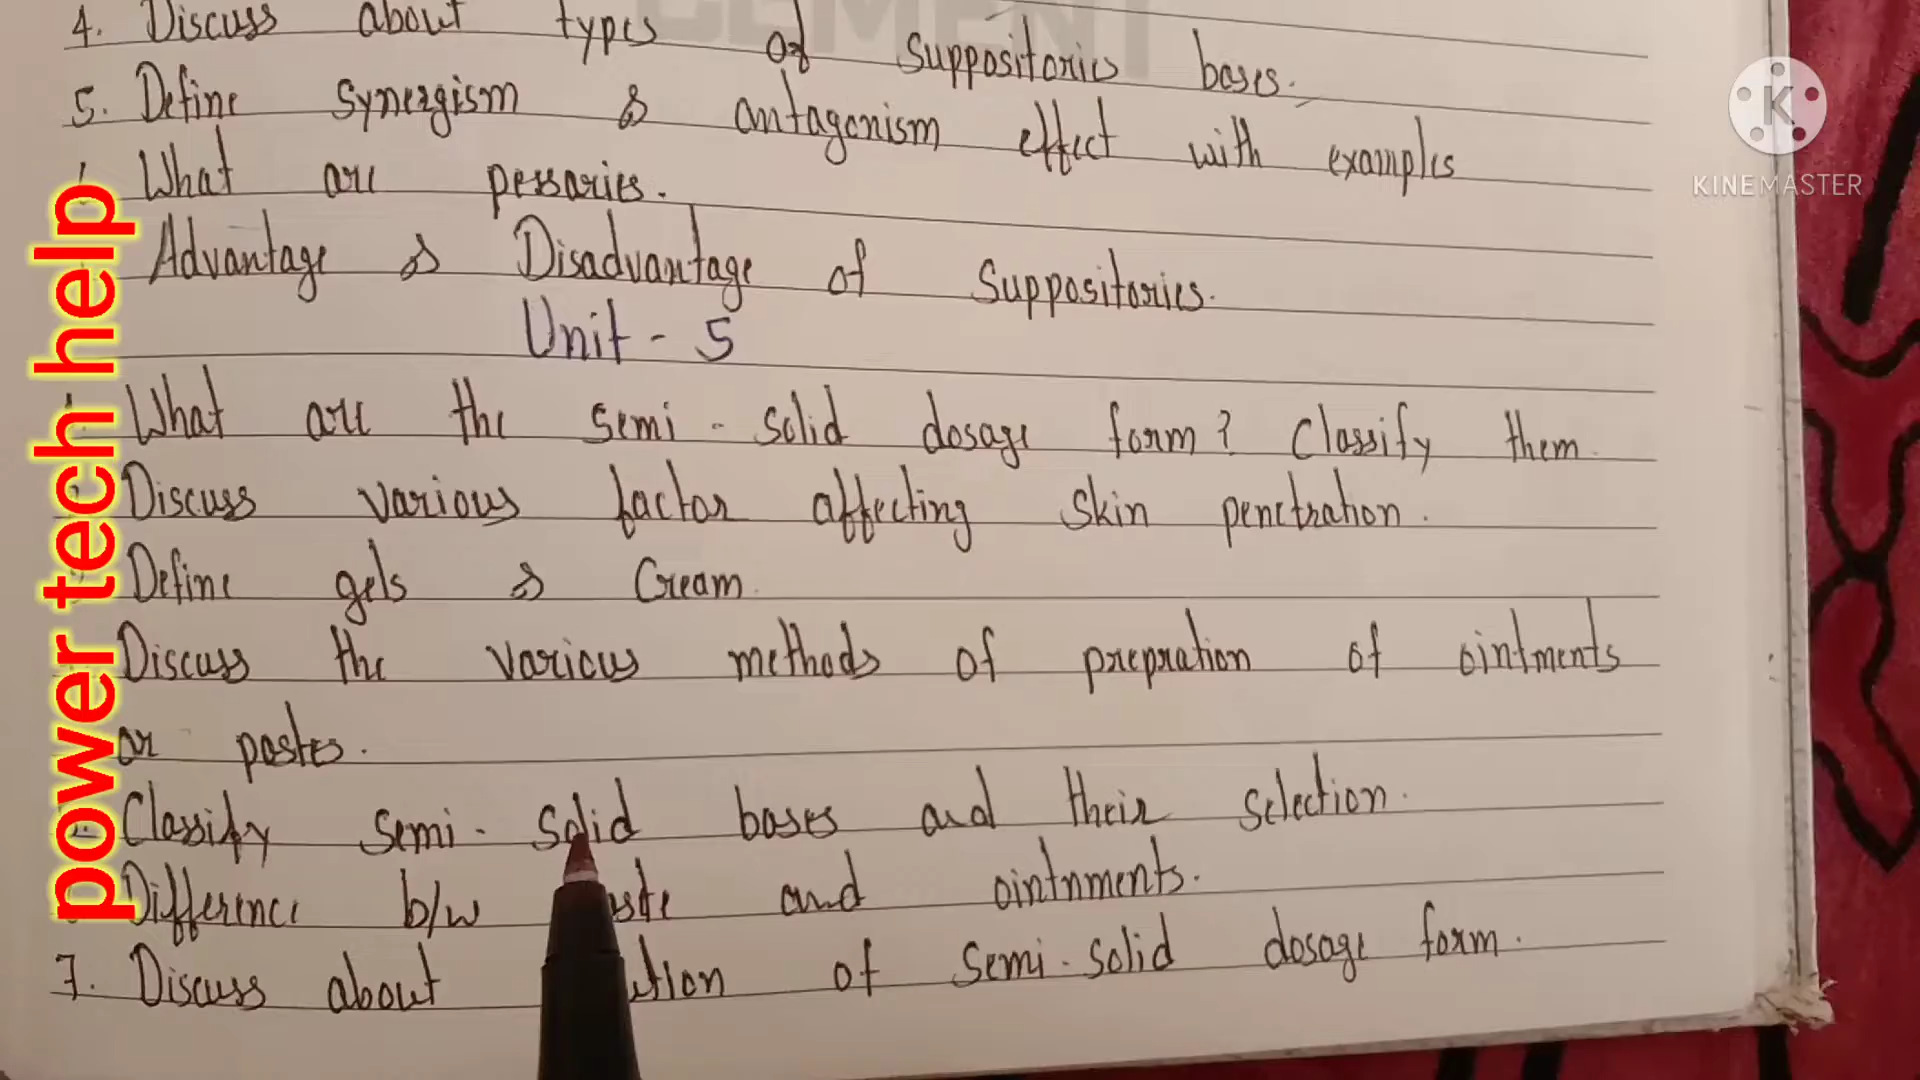 4. Discuss about types of Suppositories bases.
5. Define synergism & antagonism effect with examples
What are pessaries.
Advantage & Disadvantage of Suppositories.
Unit - 5
What are the semi-solid dosage form? Classify them.
Discuss various factor affecting skin penetration.
Define gels & Cream.
Discuss the various methods of prepration of ointments
or pastes.
Classify semi-solid bases and their selection.
Difference b/w and ointnments.
7. Discuss about of semi-solid dosage form.
power tech help
K
KINEMASTER